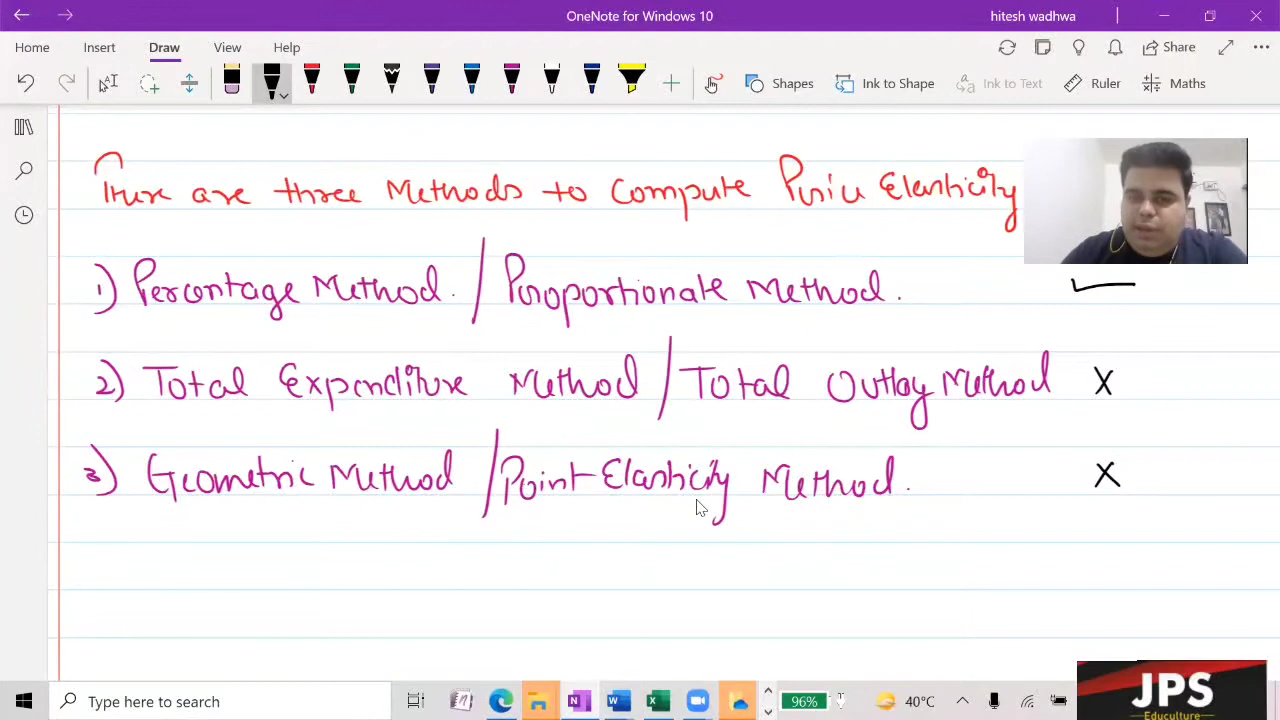 OneNote for Windows 10
hitesh wadhwa
Home Insert Draw View Help
Share
Shapes Ink to Shape Ink to Text Ruler Maths
There are three Methods to Compute Price Elasticity
1) Percentage Method. / Proportionate Method.
2) Total Expenditure Method / Total Outlay Method X
3) Geometric Method / Point Elasticity Method. X
JPS
Educulture
Type here to search
96%
40°C